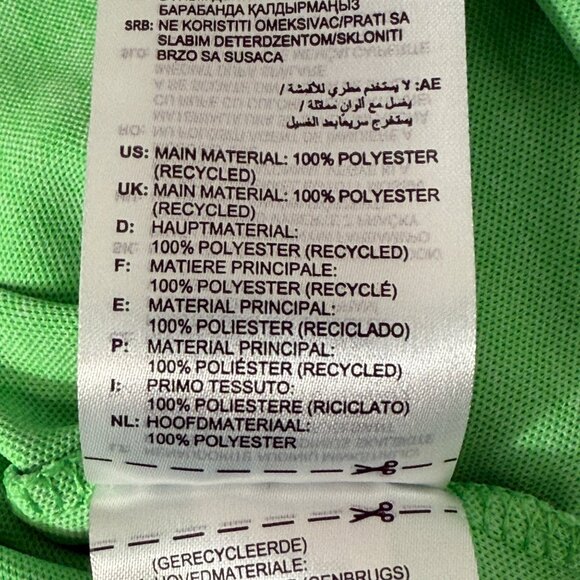 БАРАБАНДА ҚАЛДЫРМАҢЫЗ
SRB: NE KORISTITI OMEKSIVAC/PRATI SA
SLABIM DETERDZENTOM/SKLONITI
BRZO SA SUSACA
AE: لا يستخدم مطري للأقمشة /
يغسل مع ألوان مماثلة /
يستخرج سريعا بعد الغسيل
US: MAIN MATERIAL: 100% POLYESTER
(RECYCLED)
UK: MAIN MATERIAL: 100% POLYESTER
(RECYCLED)
D: HAUPTMATERIAL:
100% POLYESTER (RECYCLED)
F: MATIERE PRINCIPALE:
100% POLYESTER (RECYCLÉ)
E: MATERIAL PRINCIPAL:
100% POLIESTER (RECICLADO)
P: MATERIAL PRINCIPAL:
100% POLIÉSTER (RECYCLED)
I: PRIMO TESSUTO:
100% POLIESTERE (RICICLATO)
NL: HOOFDMATERIAAL:
100% POLYESTER
(GERECYCLEERDE)